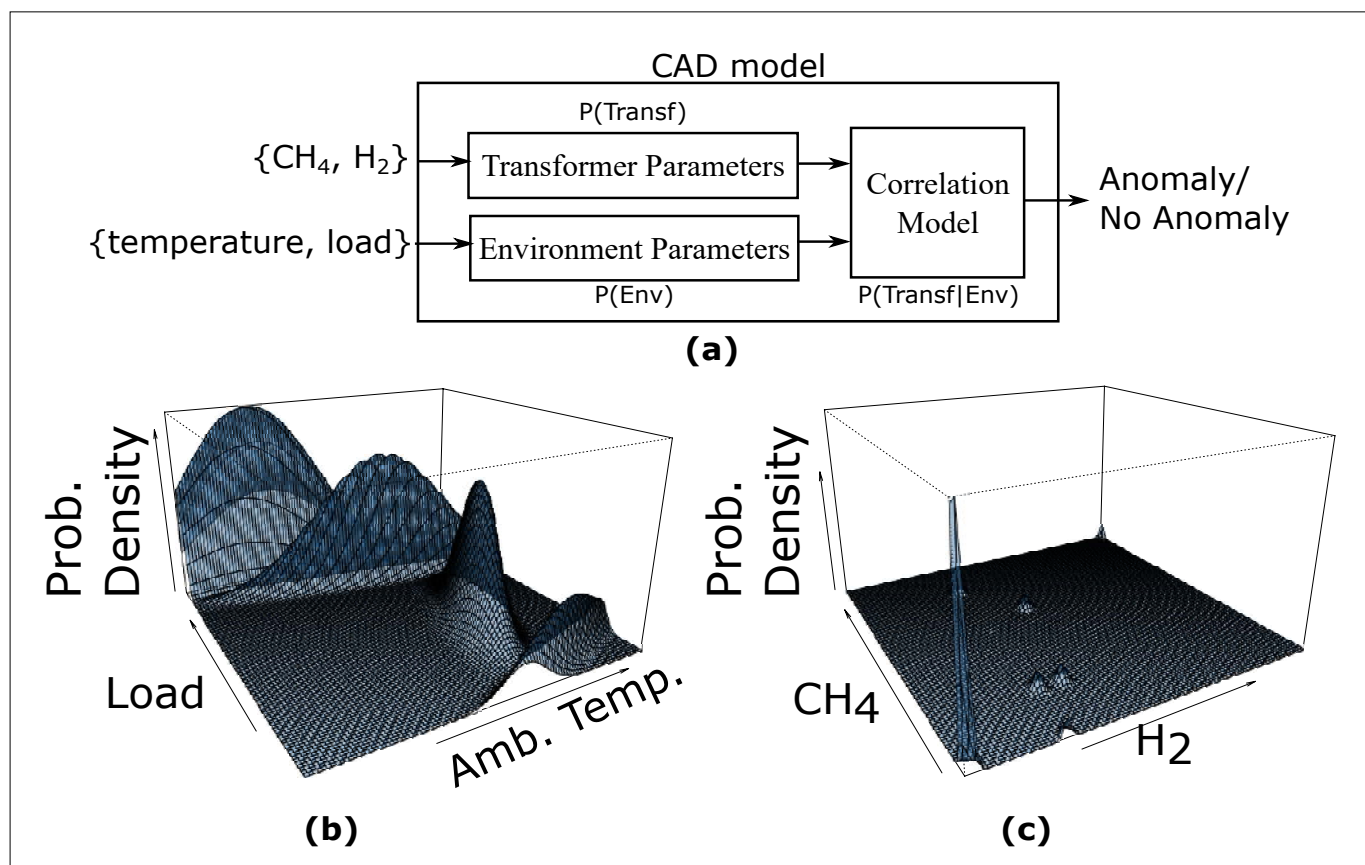 CAD model
P(Transf)
{CH₄, H₂}
Transformer Parameters
Correlation
Model
Anomaly/
No Anomaly
{temperature, load}
Environment Parameters
P(Env)
P(Transf|Env)
(a)
Prob.
Density
Load
Amb. Temp.
(b)
Prob.
Density
CH4
H2
(c)